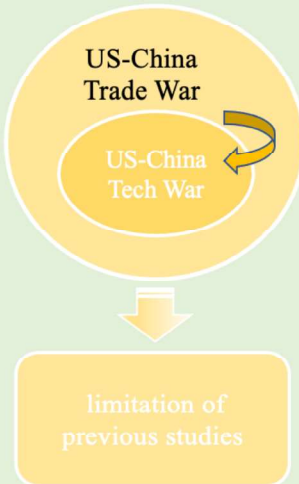 US-China
Trade War
US-China
Tech War
limitation of
previous studies